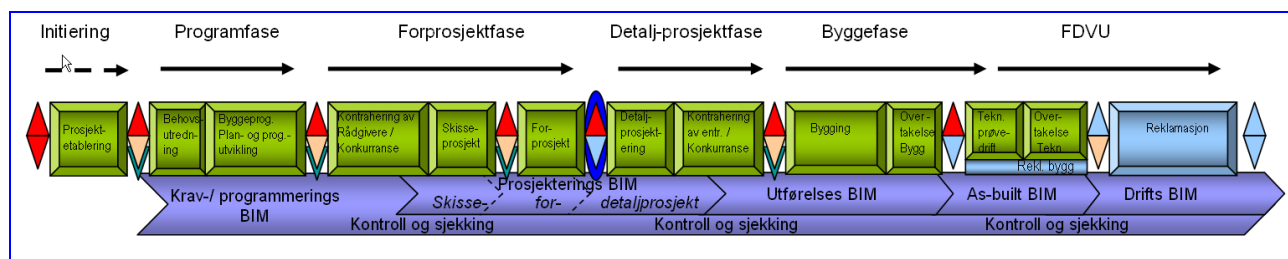 Initiering
Programfase
Forprosjektfase
Detalj-prosjektfase
Byggefase
FDVU
Prosjekt-
etablering
Behovs-
utredn-
ing
Byggeprog.
Plan- og prog.-
utvikling
Kontrahering av
Rådgivere /
Konkurranse
Skisse-
prosjekt
For-
prosjekt
Detalj-
prosjekt-
ering
Kontrahering av entr. /
Konkurranse
Bygging
Over-
takelse
Bygg
Tekn.
prøve-
drift
Over-
takelse
Tekn
Rekl. bygg
Reklamasjon
Krav-/ programmerings
BIM
Prosjekterings BIM
Skisse-
for-
detaljprosjekt
Utførelses BIM
As-built BIM
Drifts BIM
Kontroll og sjekking
Kontroll og sjekking
Kontroll og sjekking